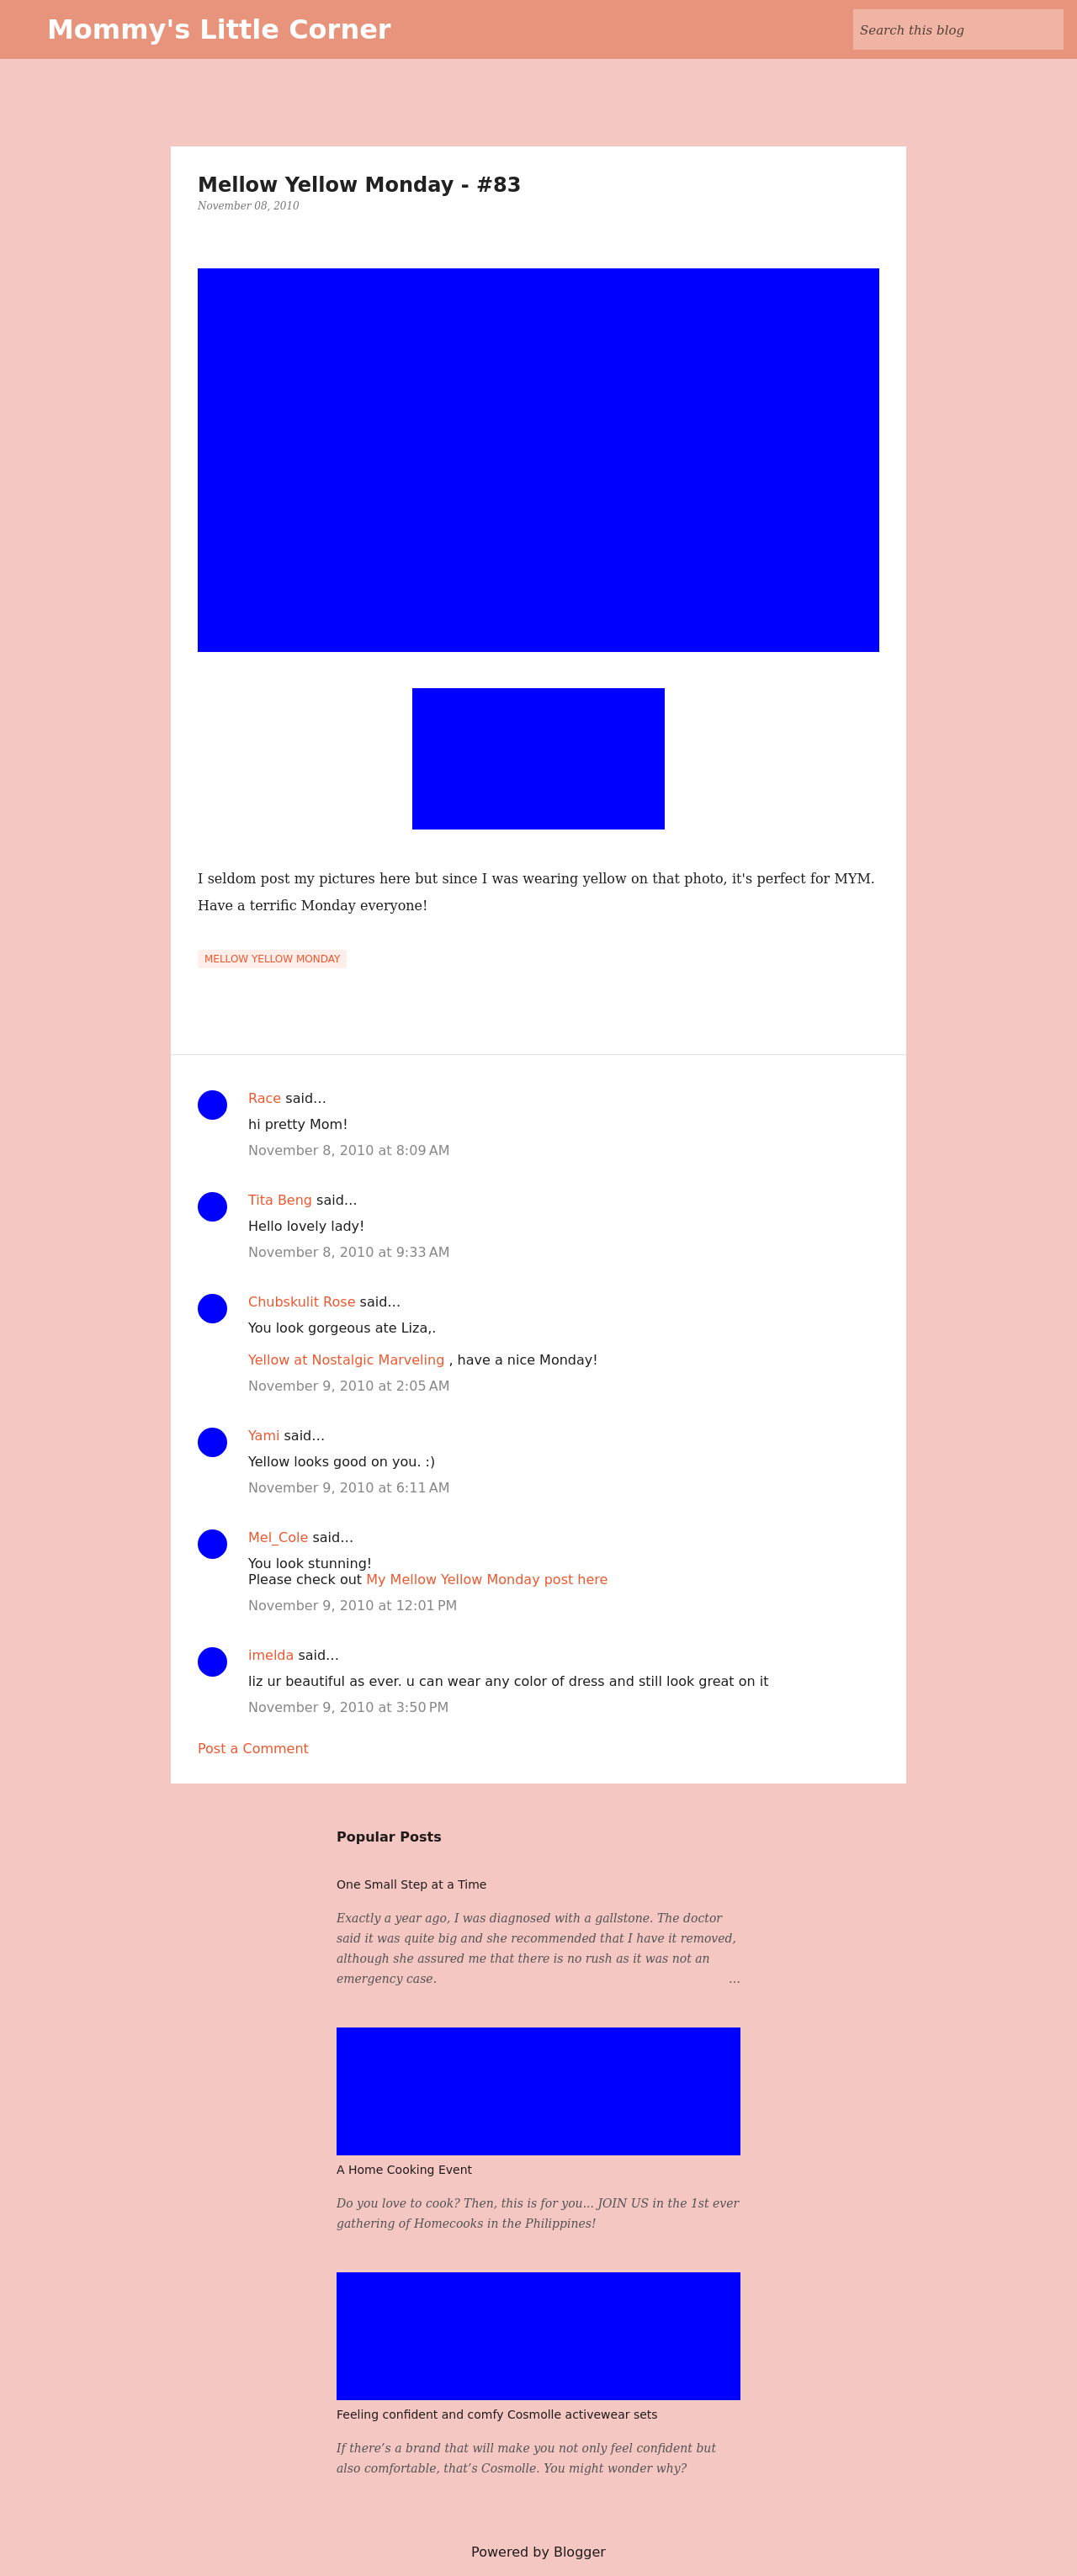 Mommy's Little Corner
Search this blog
Mellow Yellow Monday - #83
November 08, 2010
I seldom post my pictures here but since I was wearing yellow on that photo, it's perfect for MYM.
Have a terrific Monday everyone!
MELLOW YELLOW MONDAY
Race said…
hi pretty Mom!
November 8, 2010 at 8:09 AM
Tita Beng said…
Hello lovely lady!
November 8, 2010 at 9:33 AM
Chubskulit Rose said…
You look gorgeous ate Liza,.
Yellow at Nostalgic Marveling , have a nice Monday!
November 9, 2010 at 2:05 AM
Yami said…
Yellow looks good on you. :)
November 9, 2010 at 6:11 AM
Mel_Cole said…
You look stunning!
Please check out My Mellow Yellow Monday post here
November 9, 2010 at 12:01 PM
imelda said…
liz ur beautiful as ever. u can wear any color of dress and still look great on it
November 9, 2010 at 3:50 PM
Post a Comment
Popular Posts
One Small Step at a Time
Exactly a year ago, I was diagnosed with a gallstone. The doctor
said it was quite big and she recommended that I have it removed,
although she assured me that there is no rush as it was not an
emergency case. …
A Home Cooking Event
Do you love to cook? Then, this is for you... JOIN US in the 1st ever
gathering of Homecooks in the Philippines!
Feeling confident and comfy Cosmolle activewear sets
If there’s a brand that will make you not only feel confident but
also comfortable, that’s Cosmolle. You might wonder why?
Powered by Blogger